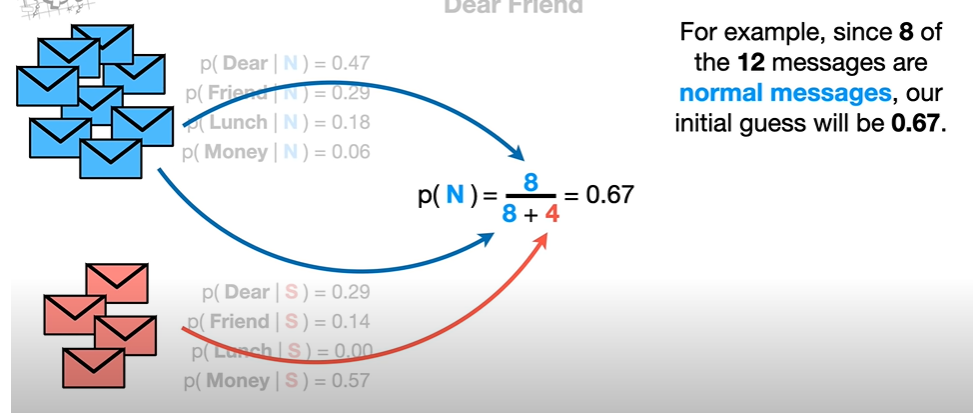 Dear Friend
p( Dear | N ) = 0.47
p( Friend | N ) = 0.29
p( Lunch | N ) = 0.18
p( Money | N ) = 0.06
For example, since 8 of
the 12 messages are
normal messages, our
initial guess will be 0.67.
p( N ) = 8 / 8 + 4 = 0.67
p( Dear | S ) = 0.29
p( Friend | S ) = 0.14
p( Lunch | S ) = 0.00
p( Money | S ) = 0.57